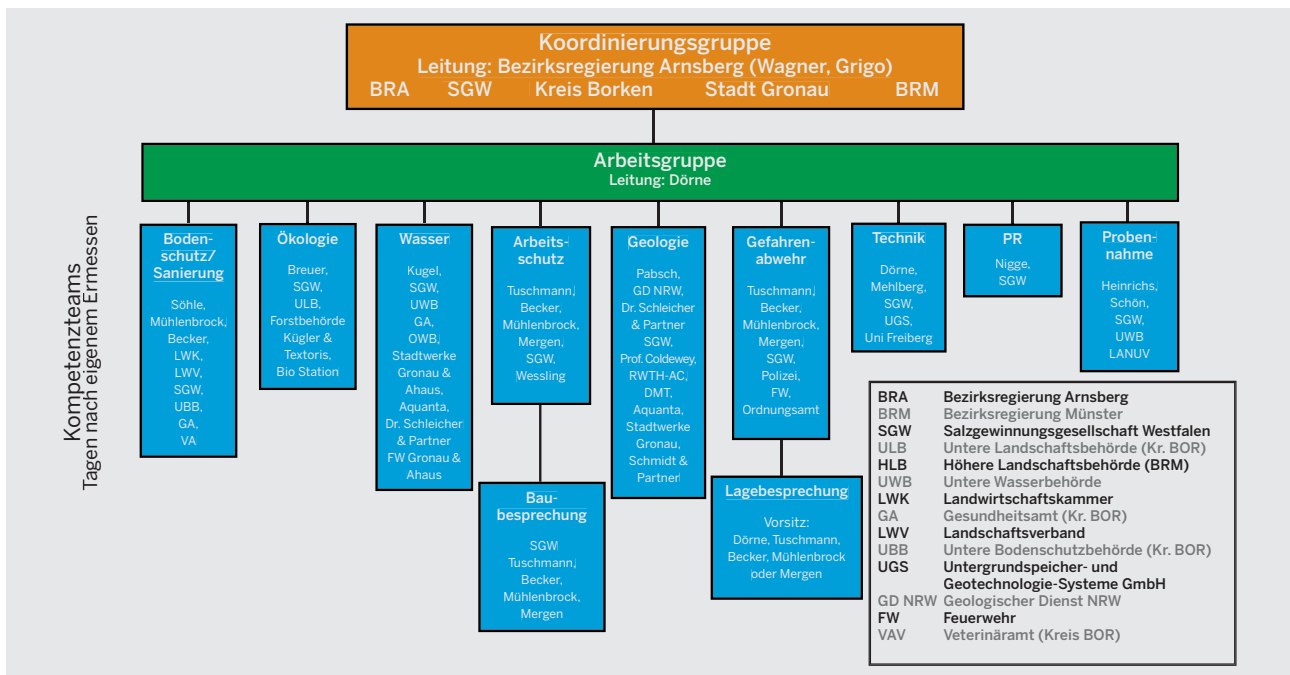 Koordinierungsgruppe
Leitung: Bezirksregierung Arnsberg (Wagner, Grigo)
BRA SGW Kreis Borken Stadt Gronau BRM
Arbeitsgruppe
Leitung: Dörne
Kompetenzteams
Tagen nach eigenem Ermessen
Boden-
schutz/
Sanierung
Söhle,
Mühlenbrock,
Becker,
LWK,
LWV,
SGW,
UBB,
GA,
VA
Ökologie
Breuer,
SGW,
ULB,
Forstbehörde
Kügler &
Textoris,
Bio Station
Wasser
Kugel,
SGW,
UWB
GA,
OWB,
Stadtwerke
Gronau &
Ahaus,
Aquanta,
Dr. Schleicher
& Partner
FW Gronau &
Ahaus
Arbeits-
schutz
Tuschmann,
Becker,
Mühlenbrock,
Mergen,
SGW,
Wessling
Bau-
besprechung
SGW
Tuschmann,
Becker,
Mühlenbrock,
Mergen
Geologie
Pabsch,
GD NRW,
Dr. Schleicher
& Partner
SGW,
Prof. Coldewey,
RWTH-AC,
DMT,
Aquanta,
Stadtwerke
Gronau,
Schmidt &
Partner
Gefahren-
abwehr
Tuschmann,
Becker,
Mühlenbrock,
Mergen,
SGW,
Polizei,
FW,
Ordnungsamt
Lagebesprechung
Vorsitz:
Dörne, Tuschmann,
Becker, Mühlenbrock
oder Mergen
Technik
Dörne,
Mehlberg,
SGW,
UGS,
Uni Freiberg
PR
Nigge,
SGW
Proben-
nahme
Heinrichs,
Schön,
SGW,
UWB
LANUV
BRA Bezirksregierung Arnsberg
BRM Bezirksregierung Münster
SGW Salzgewinnungsgesellschaft Westfalen
ULB Untere Landschaftsbehörde (Kr. BOR)
HLB Höhere Landschaftsbehörde (BRM)
UWB Untere Wasserbehörde
LWK Landwirtschaftskammer
GA Gesundheitsamt (Kr. BOR)
LWV Landschaftsverband
UBB Untere Bodenschutzbehörde (Kr. BOR)
UGS Untergrundspeicher- und
Geotechnologie-Systeme GmbH
GD NRW Geologischer Dienst NRW
FW Feuerwehr
VAV Veterinäramt (Kreis BOR)